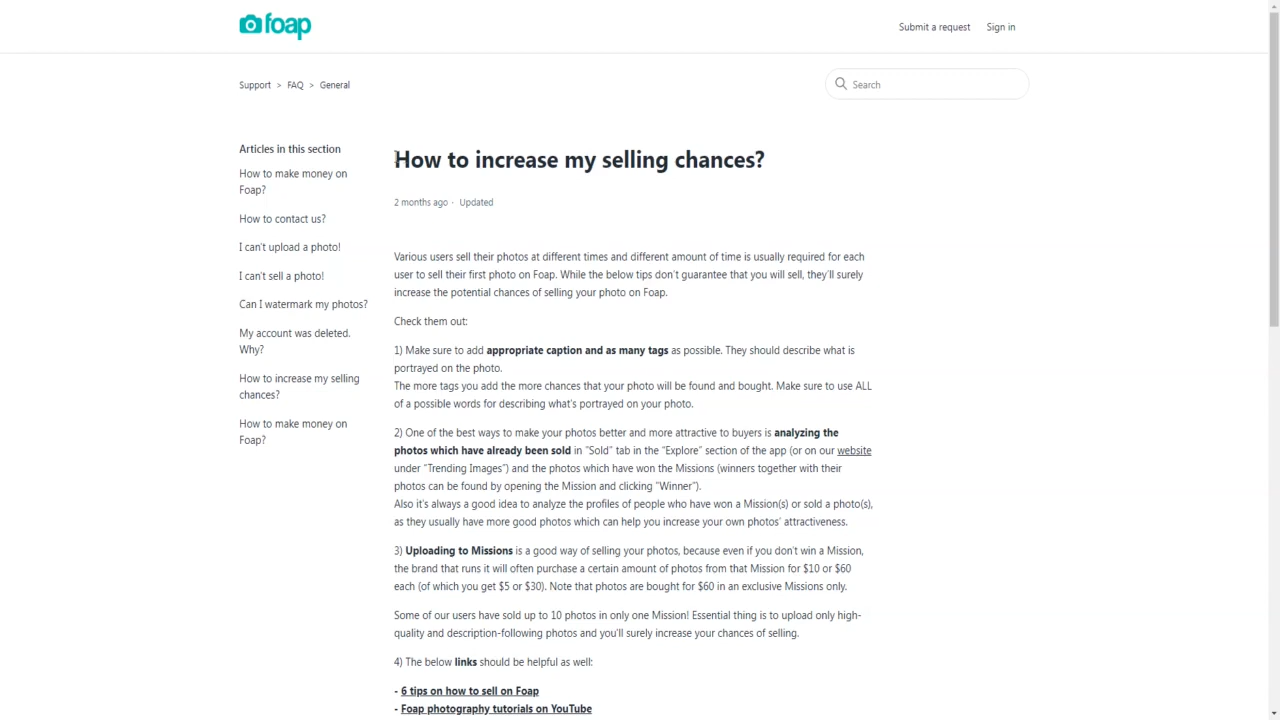 foap
Submit a request
Sign in
Support > FAQ > General
Search
Articles in this section
How to make money on
Foap?
How to contact us?
I can't upload a photo!
I can't sell a photo!
Can I watermark my photos?
My account was deleted.
Why?
How to increase my selling
chances?
How to make money on
Foap?
How to increase my selling chances?
2 months ago · Updated
Various users sell their photos at different times and different amount of time is usually required for each
user to sell their first photo on Foap. While the below tips don't guarantee that you will sell, they'll surely
increase the potential chances of selling your photo on Foap.
Check them out:
1) Make sure to add appropriate caption and as many tags as possible. They should describe what is
portrayed on the photo.
The more tags you add the more chances that your photo will be found and bought. Make sure to use ALL
of a possible words for describing what's portrayed on your photo.
2) One of the best ways to make your photos better and more attractive to buyers is analyzing the
photos which have already been sold in "Sold" tab in the "Explore" section of the app (or on our website
under "Trending Images") and the photos which have won the Missions (winners together with their
photos can be found by opening the Mission and clicking "Winner").
Also it's always a good idea to analyze the profiles of people who have won a Mission(s) or sold a photo(s),
as they usually have more good photos which can help you increase your own photos' attractiveness.
3) Uploading to Missions is a good way of selling your photos, because even if you don't win a Mission,
the brand that runs it will often purchase a certain amount of photos from that Mission for $10 or $60
each (of which you get $5 or $30). Note that photos are bought for $60 in an exclusive Missions only.
Some of our users have sold up to 10 photos in only one Mission! Essential thing is to upload only high-
quality and description-following photos and you'll surely increase your chances of selling.
4) The below links should be helpful as well:
- 6 tips on how to sell on Foap
- Foap photography tutorials on YouTube